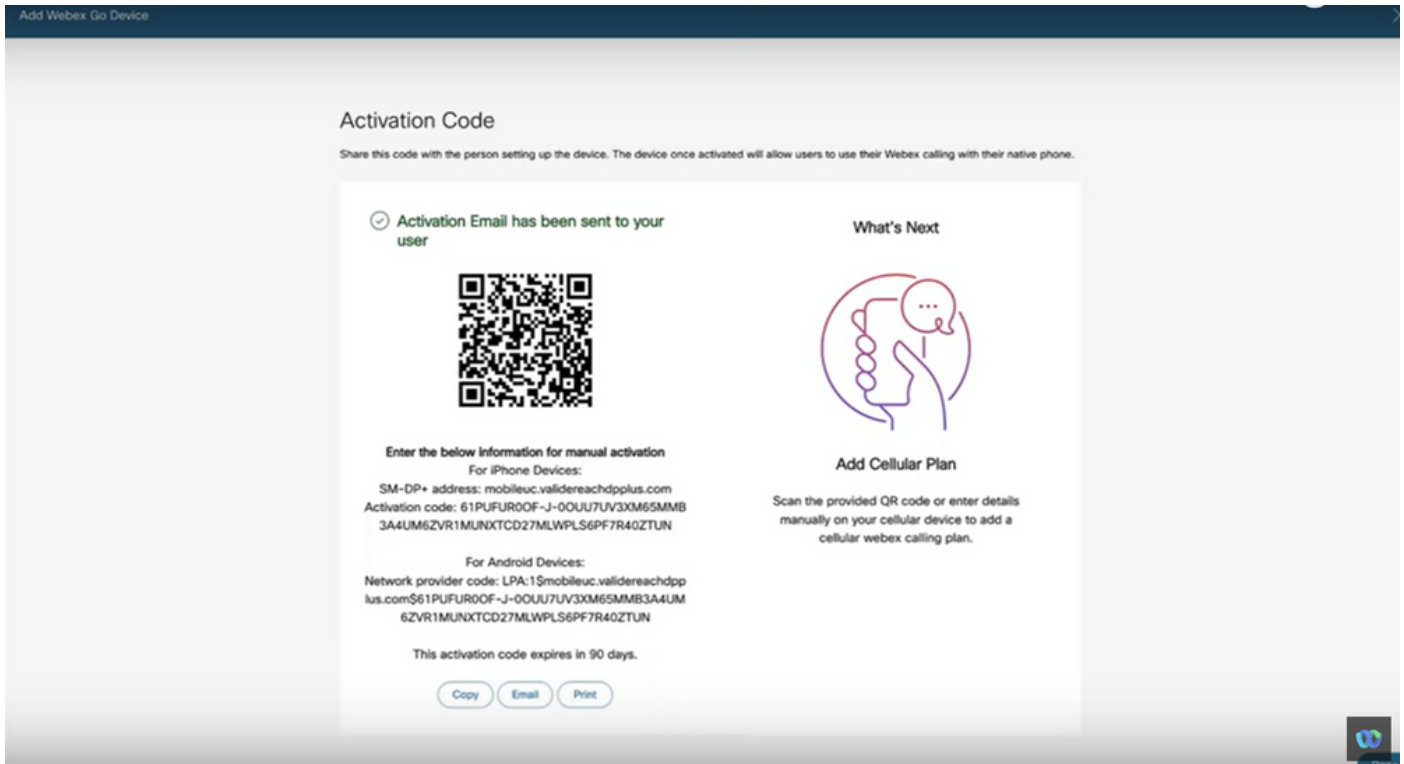 Add Webex Go Device
Activation Code
Share this code with the person setting up the device. The device once activated will allow users to use their Webex calling with their native phone.
Activation Email has been sent to your
user
Enter the below information for manual activation
For iPhone Devices:
SM-DP+ address: mobileuc.validereachdpplus.com
Activation code: 61PUFUR0OF-J-0OUU7UV3XM65MMB
3A4UM6ZVR1MUNXTCD27MLWPLS6PF7R40ZTUN
For Android Devices:
Network provider code: LPA:1$mobileuc.validereachdpp
lus.com$61PUFUR0OF-J-0OUU7UV3XM65MMB3A4UM
6ZVR1MUNXTCD27MLWPLS6PF7R40ZTUN
This activation code expires in 90 days.
Copy
Email
Print
What's Next
Add Cellular Plan
Scan the provided QR code or enter details
manually on your cellular device to add a
cellular webex calling plan.